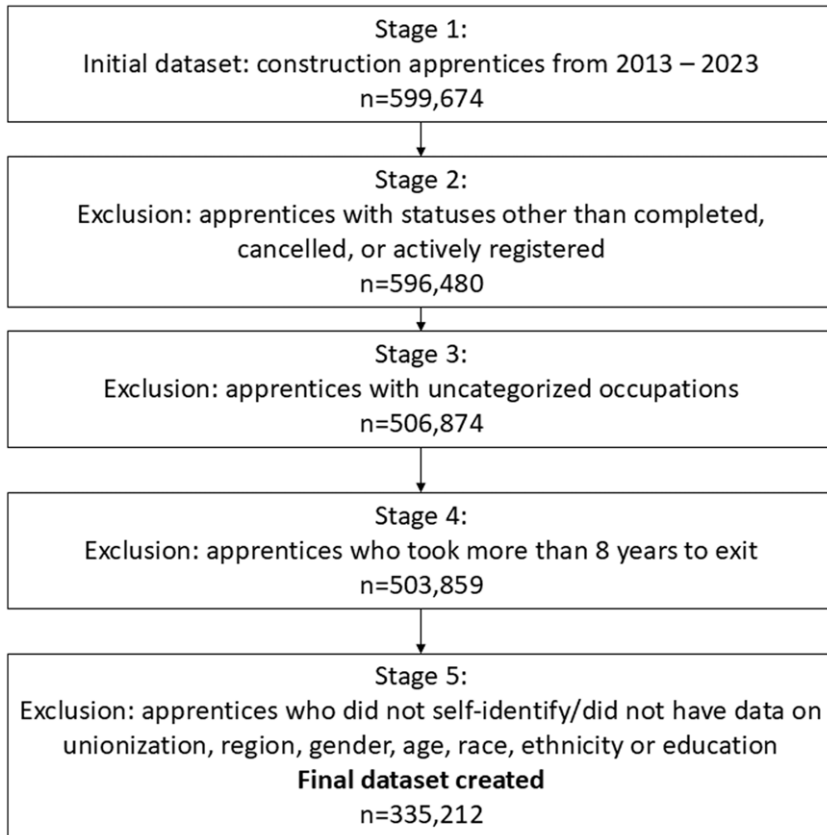 Stage 1:
Initial dataset: construction apprentices from 2013 – 2023
n=599,674
Stage 2:
Exclusion: apprentices with statuses other than completed,
cancelled, or actively registered
n=596,480
Stage 3:
Exclusion: apprentices with uncategorized occupations
n=506,874
Stage 4:
Exclusion: apprentices who took more than 8 years to exit
n=503,859
Stage 5:
Exclusion: apprentices who did not self-identify/did not have data on
unionization, region, gender, age, race, ethnicity or education
Final dataset created
n=335,212